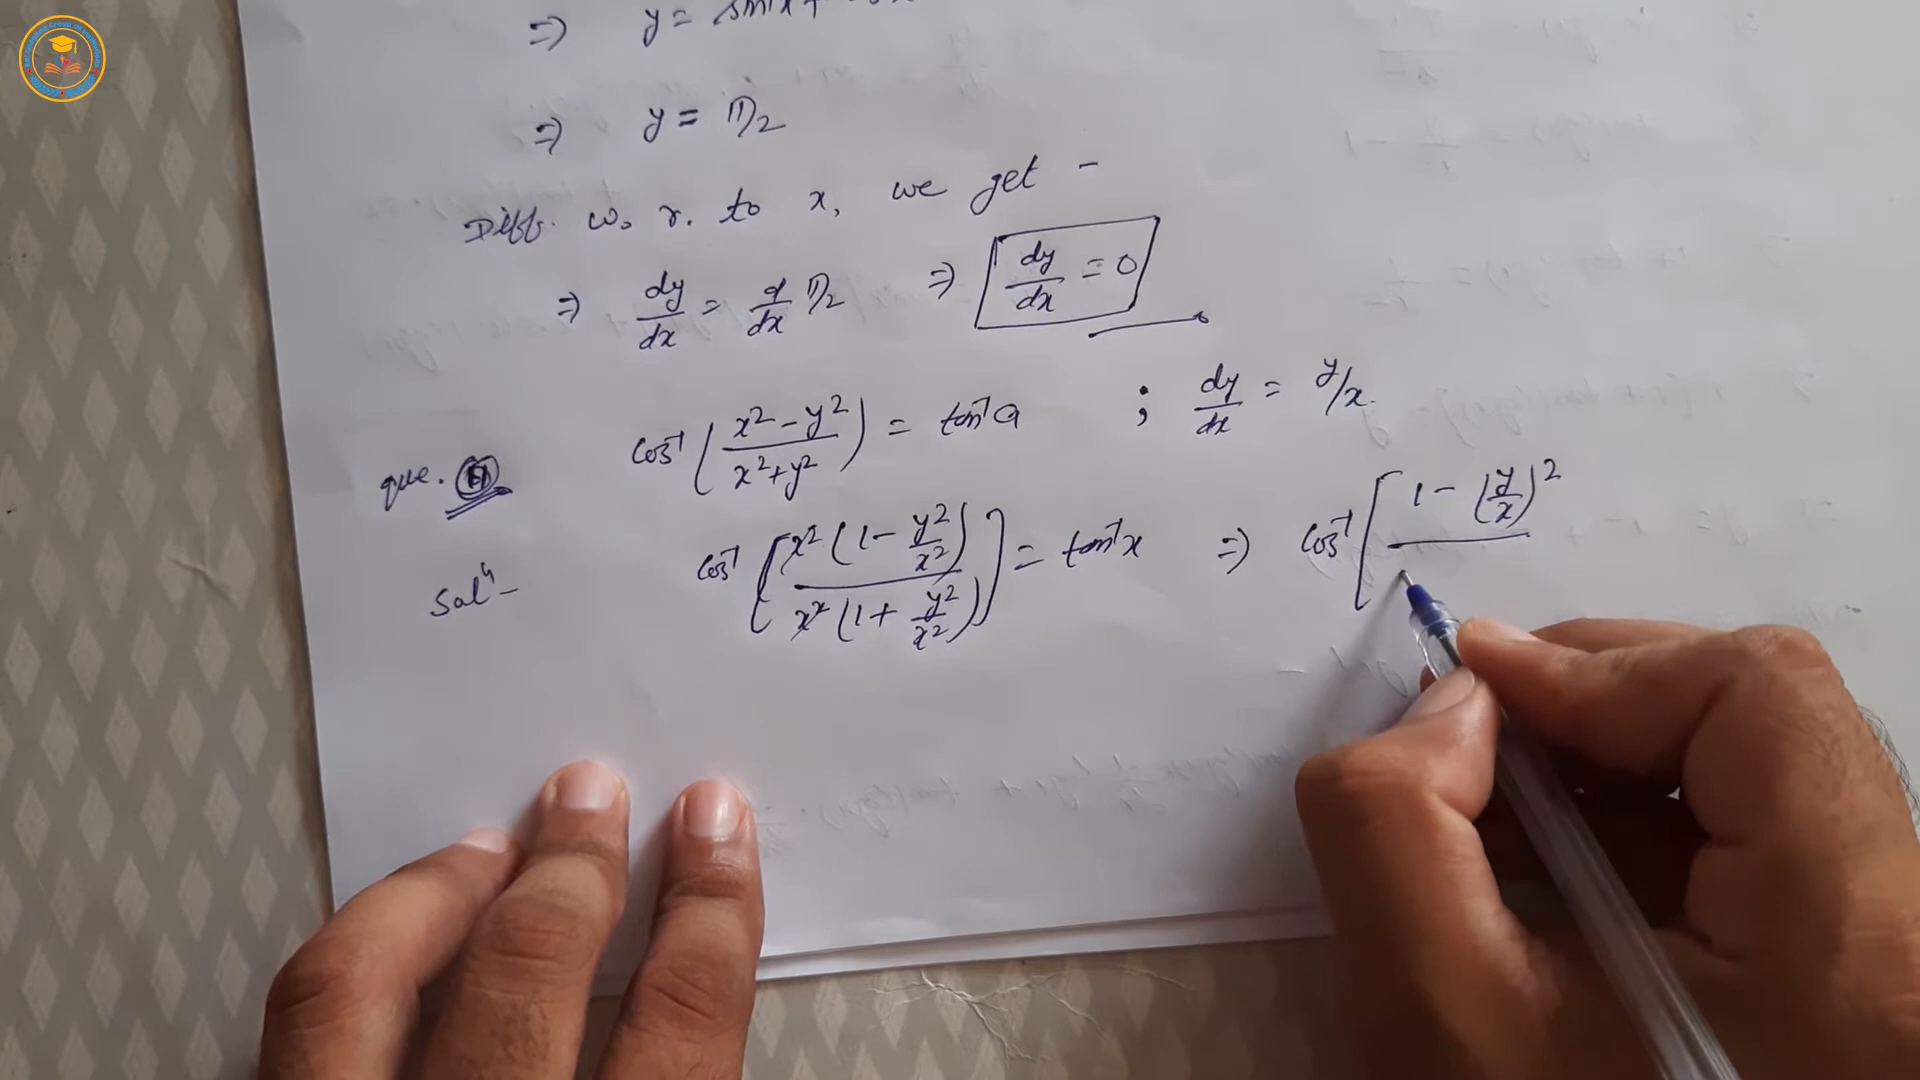 ⇒ y =
⇒ y = π/2
Diff. w. r. to x, we get -
⇒ dy/dx = d/dx π/2 ⇒ dy/dx = 0
que. cos⁻¹ (x² - y² / x² + y²) = tan⁻¹ a ; dy/dx = y/x.
Solⁿ - cos⁻¹ [x² (1 - y²/x²) / x² (1 + y²/x²)] = tan⁻¹ x ⇒ cos⁻¹ [1 - (y/x)²